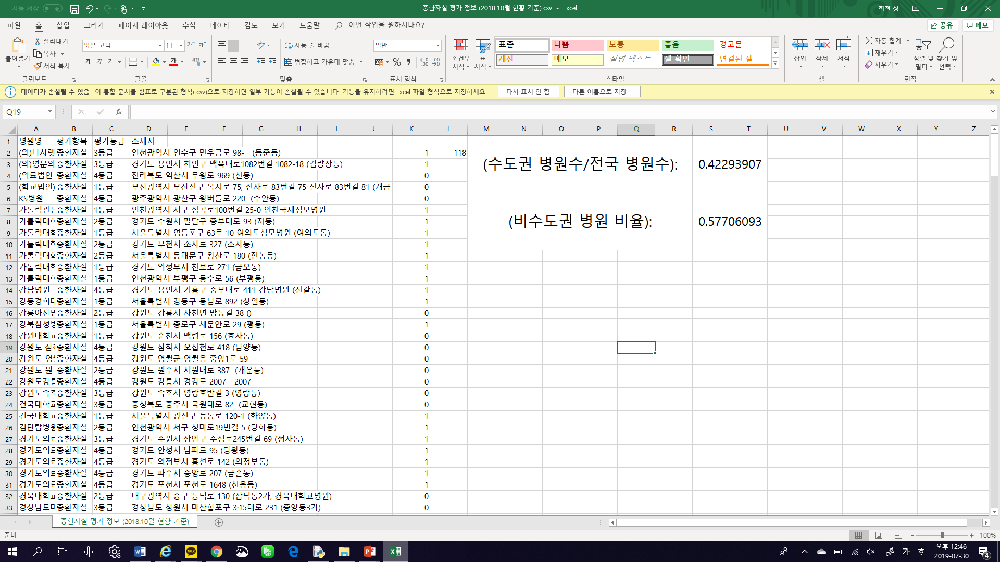 자동 저장
중환자실 평가 정보 (2018.10월 현황 기준).csv - Excel
희철 정
파일 홈 삽입 그리기 페이지 레이아웃 수식 데이터 검토 보기 도움말 어떤 작업을 원하시나요? 공유 메모
붙여넣기 잘라내기 복사 서식 복사 클립보드
맑은 고딕 11 가 가 가 가 가 가 내천 글꼴
자동 줄 바꿈 병합하고 가운데 맞춤 맞춤
일반 % 표시 형식
조건부 서식 표 서식 표준 나쁨 보통 좋음 경고문
계산 메모 설명 텍스트 셀 확인 연결된 셀 스타일
삽입 삭제 서식 셀
자동 합계 채우기 지우기 정렬 및 필터 찾기 및 선택 편집
데이터가 손실될 수 있음 이 통합 문서를 쉼표로 구분된 형식(.csv)으로 저장하면 일부 기능이 손실될 수 있습니다. 기능을 유지하려면 Excel 파일 형식으로 저장하세요. 다시 표시 안 함 다른 이름으로 저장...
Q19 fx
A B C D E F G H I J K L M N O P Q R S T U V W X Y Z
1 병원명 평가항목 평가등급 소재지
2 (의)나사렛 중환자실 3등급 인천광역시 연수구 먼우금로 98- (동춘동) 1 118
3 (의)영문의 중환자실 3등급 경기도 용인시 처인구 백옥대로1082번길 1082-18 (김량장동) 1
(수도권 병원수/전국 병원수): 0.42293907
4 (의료법인 중환자실 4등급 전라북도 익산시 무왕로 969 (신동) 0
5 (학교법인) 중환자실 1등급 부산광역시 부산진구 복지로 75, 진사로 83번길 75 진사로 83번길 81 (개금 0
6 KS병원 중환자실 4등급 광주광역시 광산구 왕버들로 220 (수완동) 0
7 가톨릭관동 중환자실 1등급 인천광역시 서구 심곡로100번길 25-0 인천국제성모병원 1
8 가톨릭대학 중환자실 2등급 경기도 수원시 팔달구 중부대로 93 (지동) 1
(비수도권 병원 비율): 0.57706093
9 가톨릭대학 중환자실 1등급 서울특별시 영등포구 63로 10 여의도성모병원 (여의도동) 1
10 가톨릭대학 중환자실 2등급 경기도 부천시 소사로 327 (소사동) 1
11 가톨릭대학 중환자실 2등급 서울특별시 동대문구 왕산로 180 (전농동) 1
12 가톨릭대학 중환자실 1등급 경기도 의정부시 천보로 271 (금오동) 1
13 가톨릭대학 중환자실 1등급 인천광역시 부평구 동수로 56 (부평동) 1
14 강남병원 중환자실 4등급 경기도 용인시 기흥구 중부대로 411 강남병원 (신갈동) 1
15 강동경희대 중환자실 1등급 서울특별시 강동구 동남로 892 (상일동) 1
16 강릉아산병 중환자실 2등급 강원도 강릉시 사천면 방동길 38 () 0
17 강북삼성병 중환자실 1등급 서울특별시 종로구 새문안로 29 (평동) 1
18 강원대학교 중환자실 1등급 강원도 춘천시 백령로 156 (효자동) 0
19 강원도 삼척 중환자실 4등급 강원도 삼척시 오십천로 418 (남양동) 0
20 강원도 영월 중환자실 4등급 강원도 영월군 영월읍 중앙1로 59 0
21 강원도 원주 중환자실 2등급 강원도 원주시 서원대로 387 (개운동) 0
22 강원도강릉 중환자실 4등급 강원도 강릉시 경강로 2007- 2007 0
23 강원도속초 중환자실 3등급 강원도 속초시 영랑호반길 3 (영랑동) 0
24 건국대학교 중환자실 3등급 충청북도 충주시 국원대로 82 (교현동) 0
25 건국대학교 중환자실 1등급 서울특별시 광진구 능동로 120-1 (화양동) 1
26 검단탑병원 중환자실 2등급 인천광역시 서구 청마로19번길 5 (당하동) 1
27 경기도의료 중환자실 3등급 경기도 수원시 장안구 수성로245번길 69 (정자동) 1
28 경기도의료 중환자실 4등급 경기도 안성시 남파로 95 (당왕동) 1
29 경기도의료 중환자실 4등급 경기도 의정부시 흥선로 142 (의정부동) 1
30 경기도의료 중환자실 4등급 경기도 파주시 중앙로 207 (금촌동) 1
31 경기도의료 중환자실 4등급 경기도 포천시 포천로 1648 (신읍동) 1
32 경북대학교 중환자실 2등급 대구광역시 중구 동덕로 130 (삼덕동2가, 경북대학교병원) 0
33 경상남도마 중환자실 3등급 경상남도 창원시 마산합포구 3·15대로 231 (중앙동3가) 0
중환자실 평가 정보 (2018.10월 현황 기준)
준비 100%
TALK 가 오후 12:46
2019-07-30 4